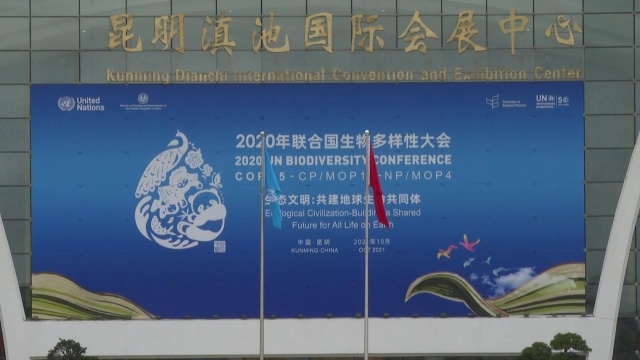 昆明滇池国际会展中心
Kunming Dianchi International Convention and Exhibition Center
United
Nations
UN
50
2020年联合国生物多样性大会
2020 UN BIODIVERSITY CONFERENCE
COP15-CP/MOP10-NP/MOP4
生态文明:共建地球生命共同体
Ecological Civilization-Building a Shared
Future for All Life on Earth
中国·昆明 2021年10月
KUNMING CHINA OCT 2021